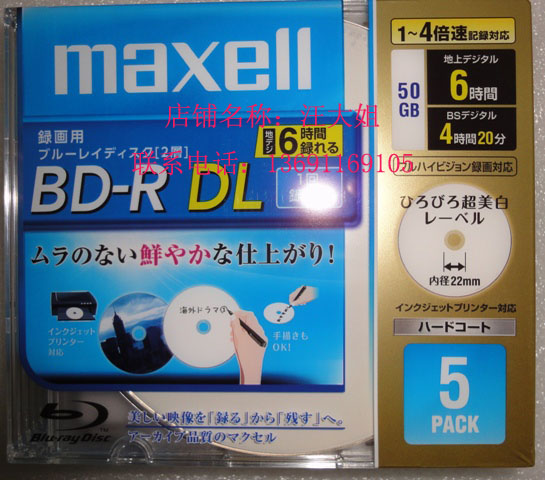 maxell
録画用
ブルーレイディスク[2層]
地デジ 6時間録れる
店铺名称：江大姐
联系电话：13691169105
BD-R DL
ムラのない鮮やかな仕上がり！
インクジェット
プリンター
対応
海外ドラマ①
手描きも
OK!
Blu-ray Disc
TM
美しい映像を「録る」から「残す」へ。
アーカイブ品質のマクセル
1～4倍速記録対応
50
GB
地上デジタル
6時間
BSデジタル
4時間20分
フルハイビジョン録画対応
ひろびろ超美白
レーベル
内径22mm
インクジェットプリンター対応
ハードコート
5
PACK